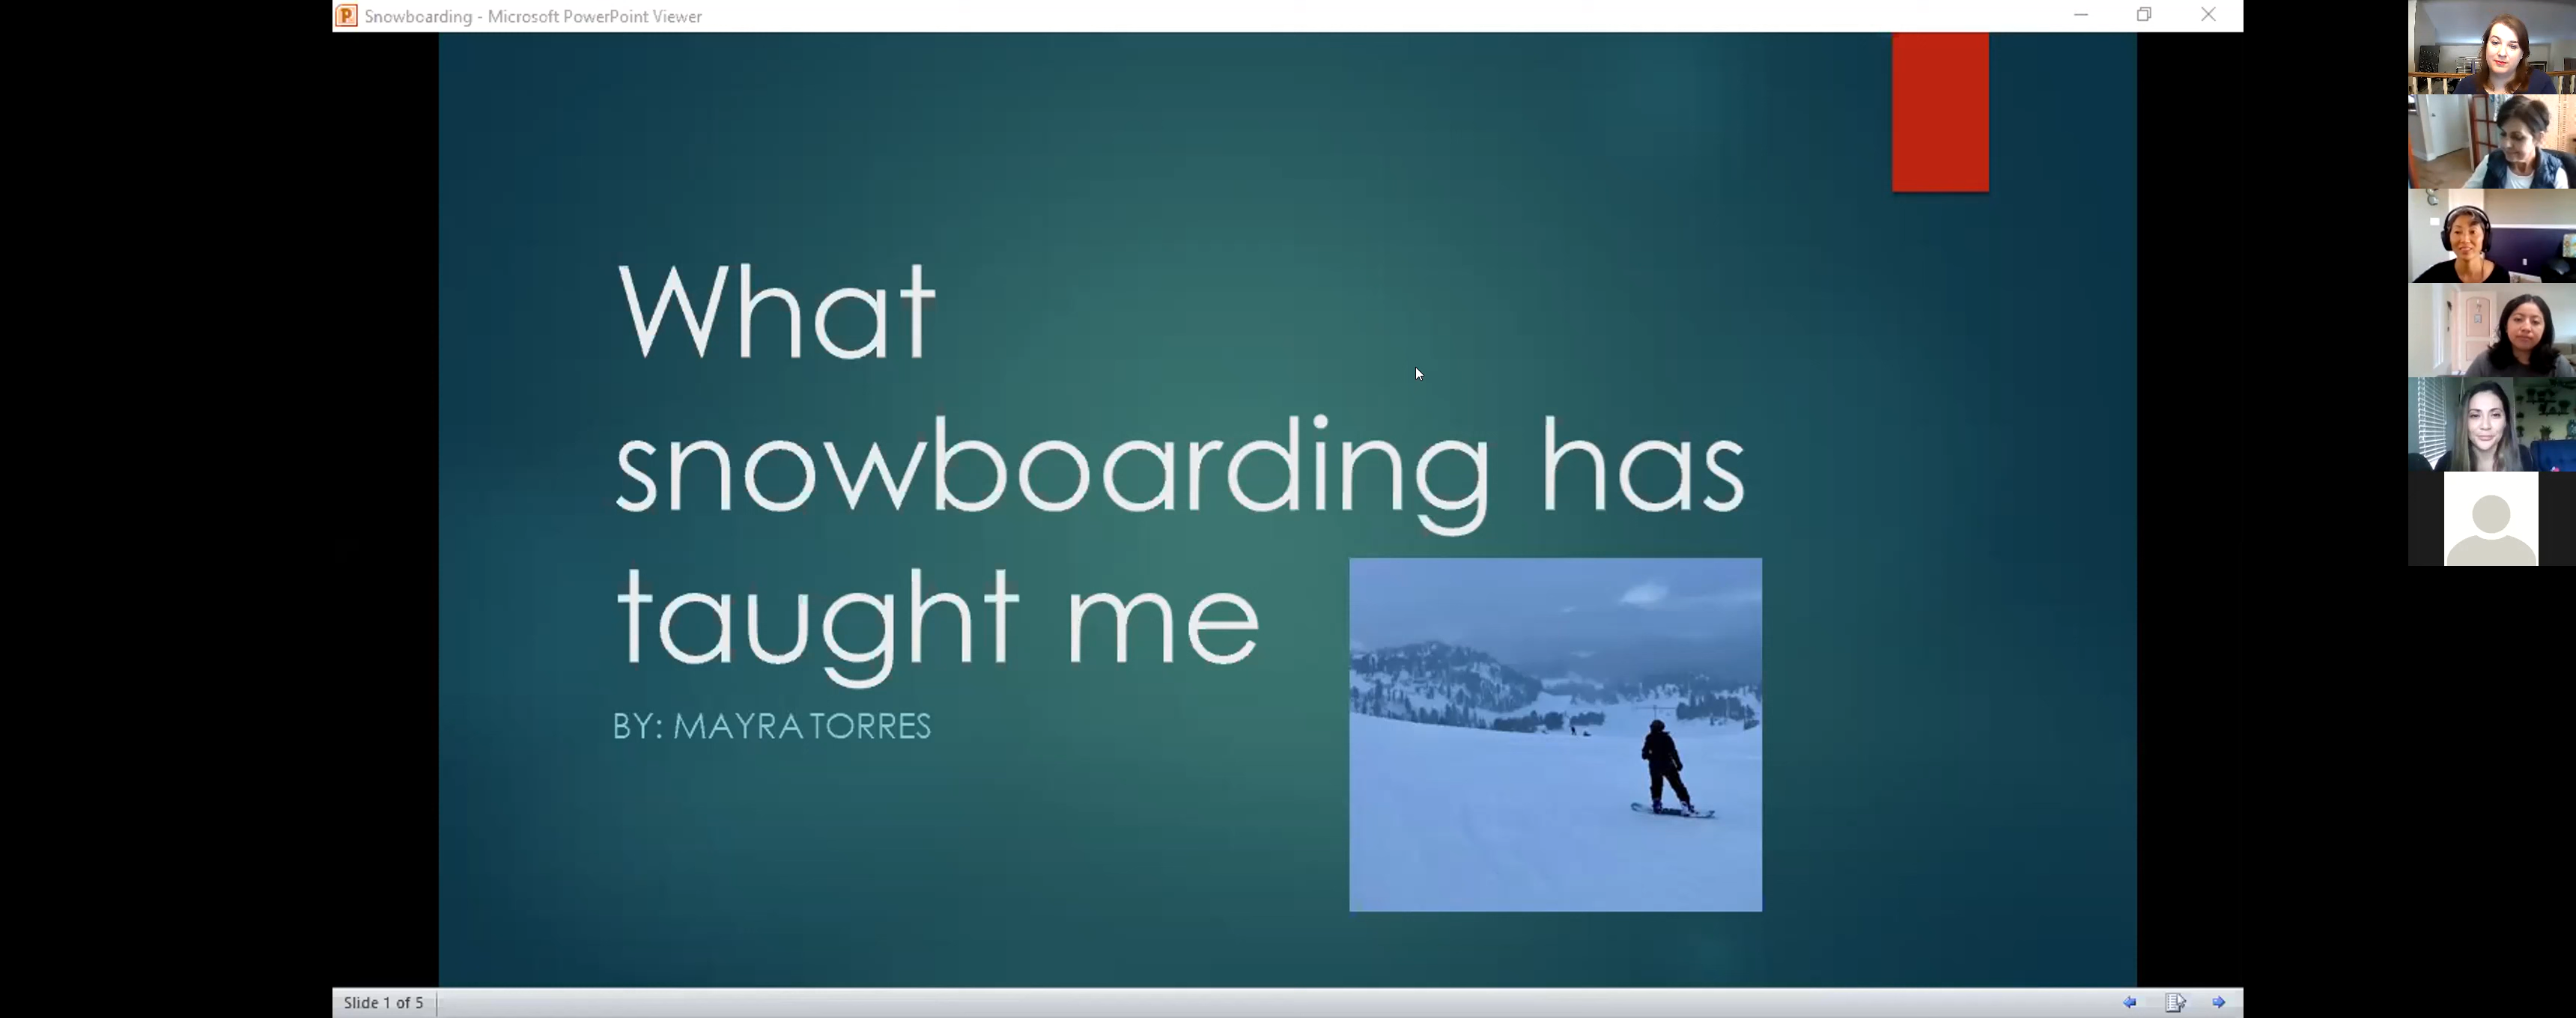 Snowboarding - Microsoft PowerPoint Viewer
What
snowboarding has
taught me
BY: MAYRA TORRES
Slide 1 of 5